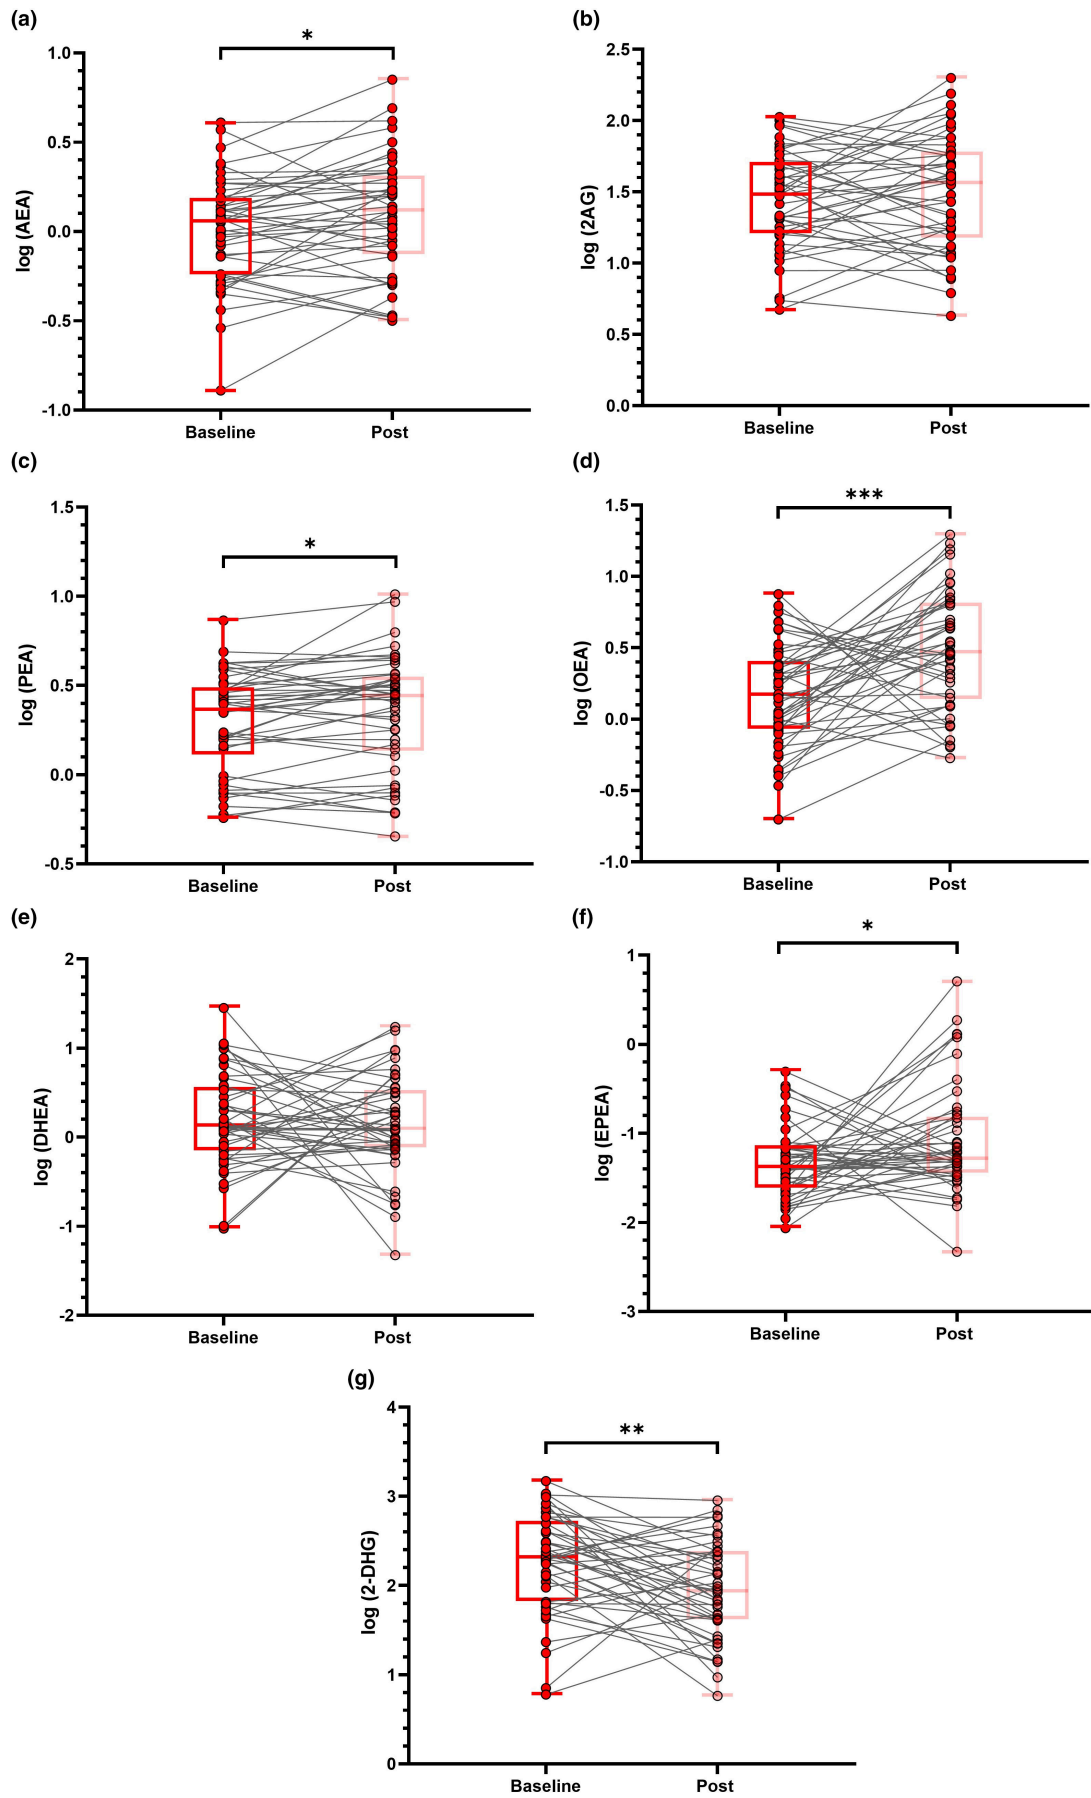 (a)
*
1.0
0.5
0.0
-0.5
-1.0
log (AEA)
Baseline Post
(b)
2.5
2.0
1.5
1.0
0.5
0.0
log (2AG)
Baseline Post
(c)
*
1.5
1.0
0.5
0.0
-0.5
log (PEA)
Baseline Post
(d)
***
1.5
1.0
0.5
0.0
-0.5
-1.0
log (OEA)
Baseline Post
(e)
2
1
0
-1
-2
log (DHEA)
Baseline Post
(f)
*
1
0
-1
-2
-3
log (EPEA)
Baseline Post
(g)
**
4
3
2
1
0
log (2-DHG)
Baseline Post